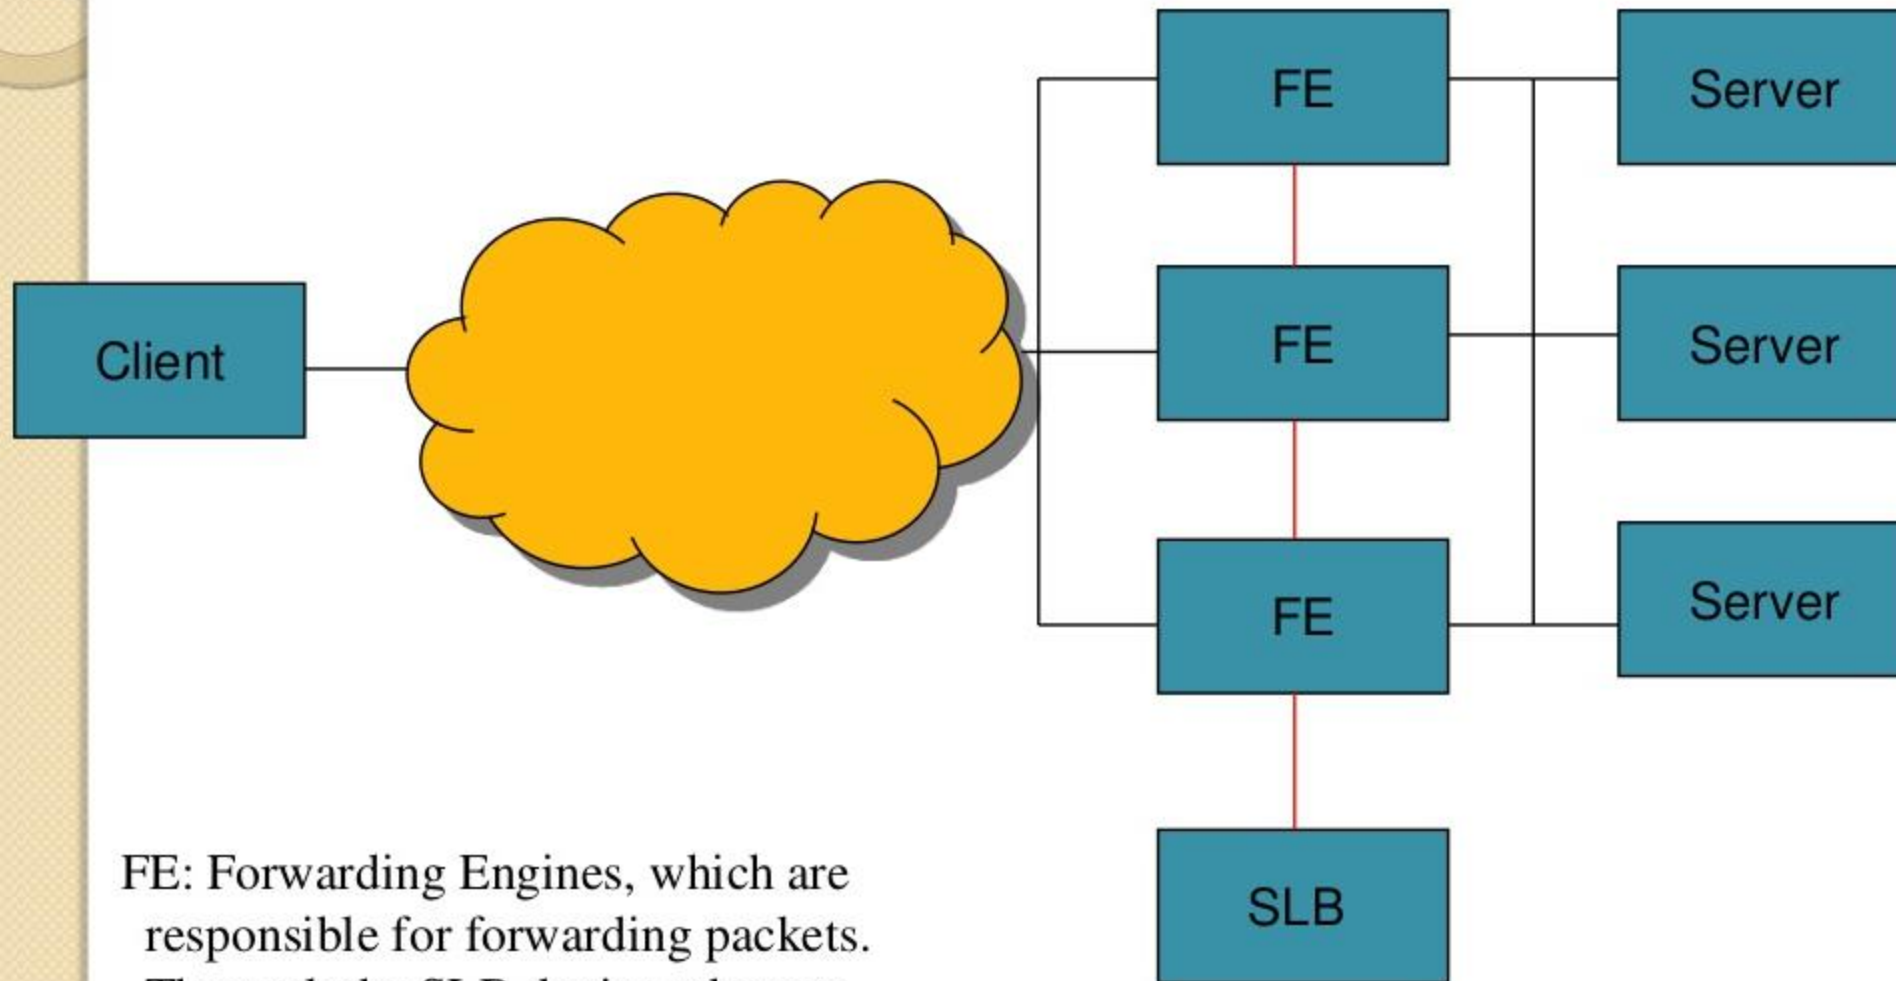 FE
Server
Client
FE
Server
FE
Server
SLB
FE: Forwarding Engines, which are
responsible for forwarding packets.